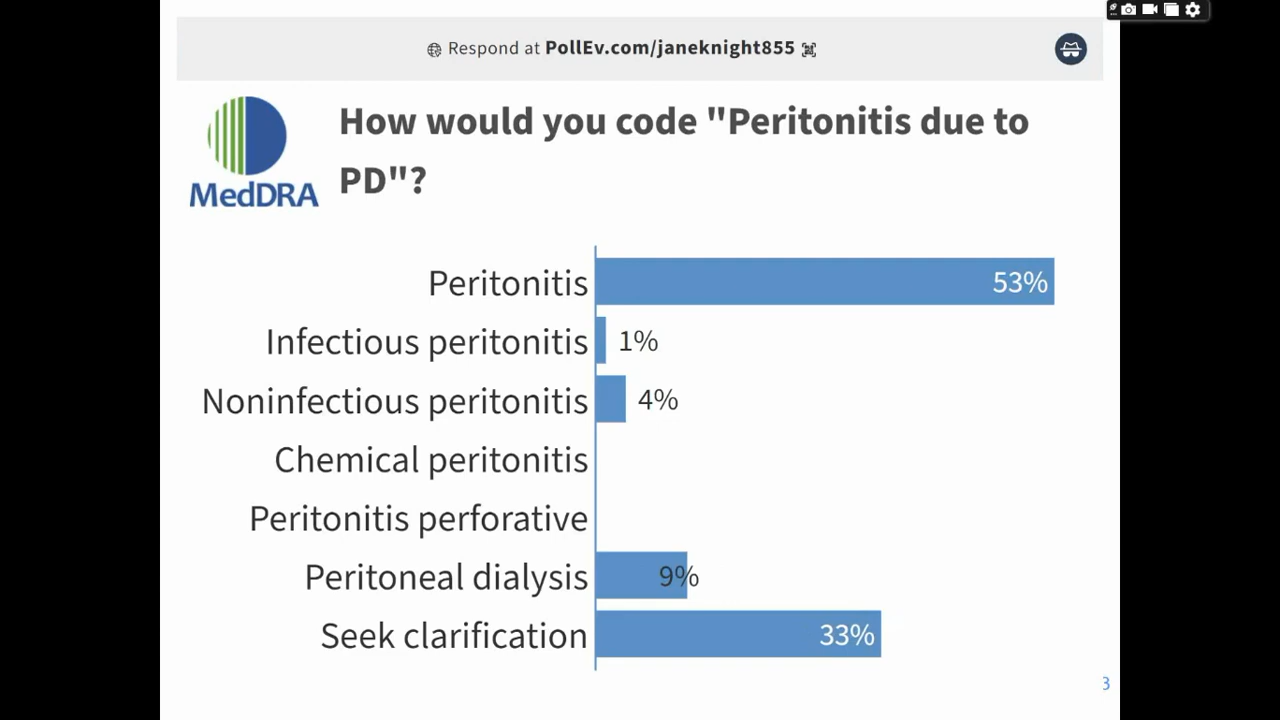 Respond at PollEv.com/janeknight855
MedDRA
How would you code "Peritonitis due to
PD"?
Peritonitis 53%
Infectious peritonitis 1%
Noninfectious peritonitis 4%
Chemical peritonitis
Peritonitis perforative
Peritoneal dialysis 9%
Seek clarification 33%
3